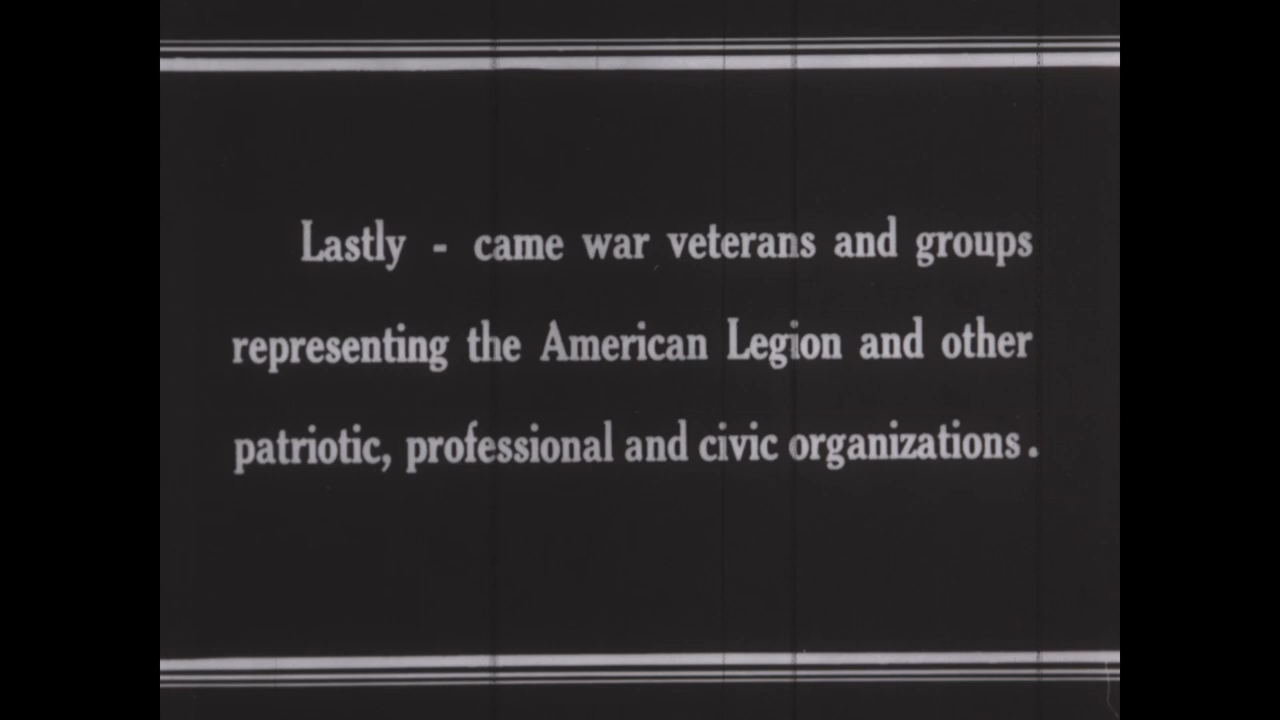 Lastly - came war veterans and groups
representing the American Legion and other
patriotic, professional and civic organizations.